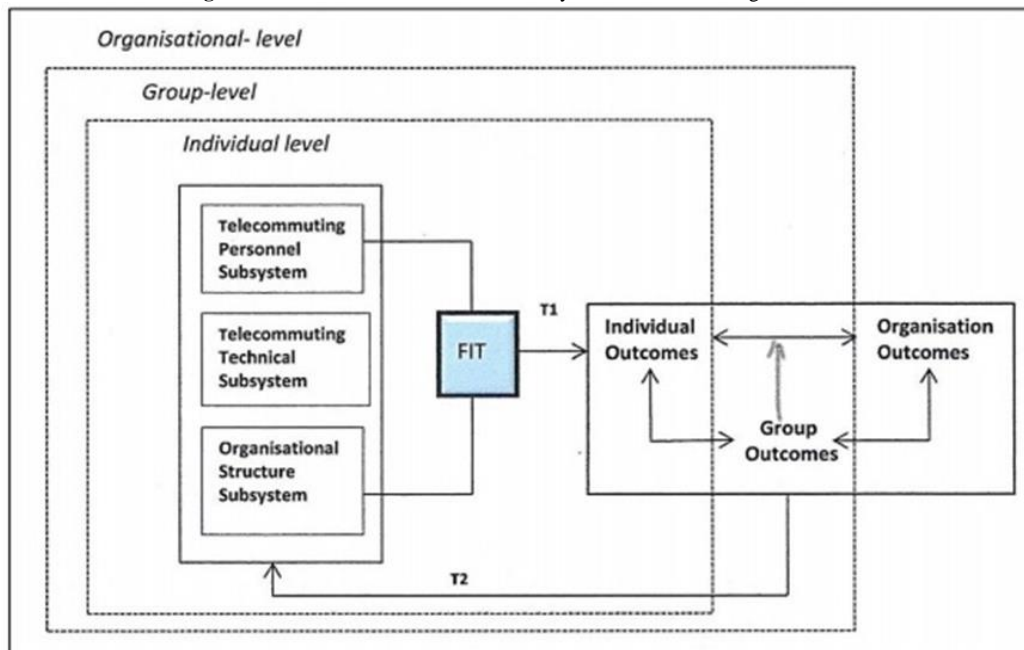 Organisational- level
Group-level
Individual level
Telecommuting
Personnel
Subsystem
Telecommuting
Technical
Subsystem
Organisational
Structure
Subsystem
FIT
T1
Individual
Outcomes
Organisation
Outcomes
Group
Outcomes
T2